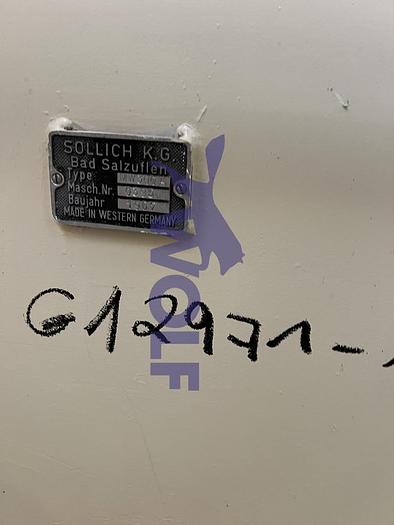 SOLLICH K.G.
Bad Salzuflen
Type
Masch.Nr.
Baujahr
MADE IN WESTERN GERMANY
G12971-
WOLF